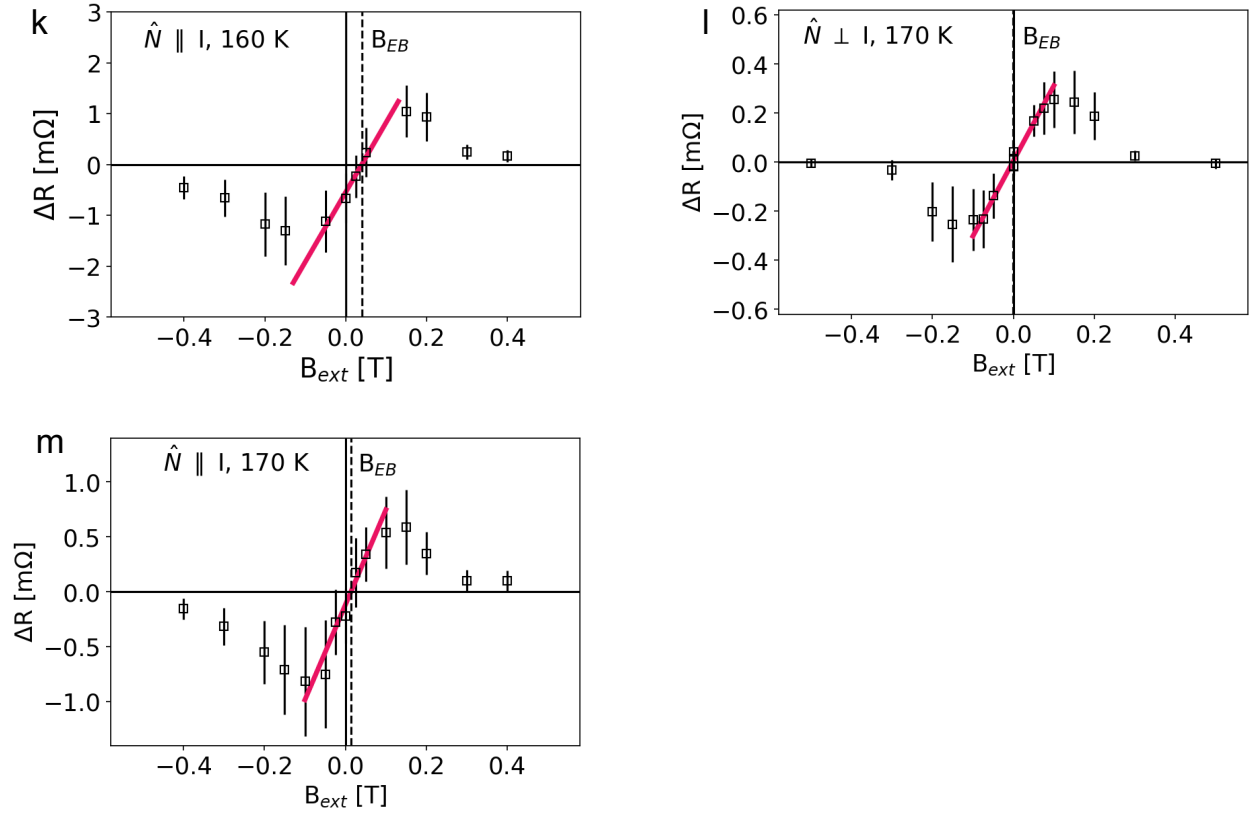 k
N̂ ∥ I, 160 K
B_EB
3
2
1
0
−1
−2
−3
ΔR [mΩ]
−0.4 −0.2 0.0 0.2 0.4
B_ext [T]
l
N̂ ⊥ I, 170 K
B_EB
0.6
0.4
0.2
0.0
−0.2
−0.4
−0.6
ΔR [mΩ]
−0.4 −0.2 0.0 0.2 0.4
B_ext [T]
m
N̂ ∥ I, 170 K
B_EB
1.0
0.5
0.0
−0.5
−1.0
ΔR [mΩ]
−0.4 −0.2 0.0 0.2 0.4
B_ext [T]